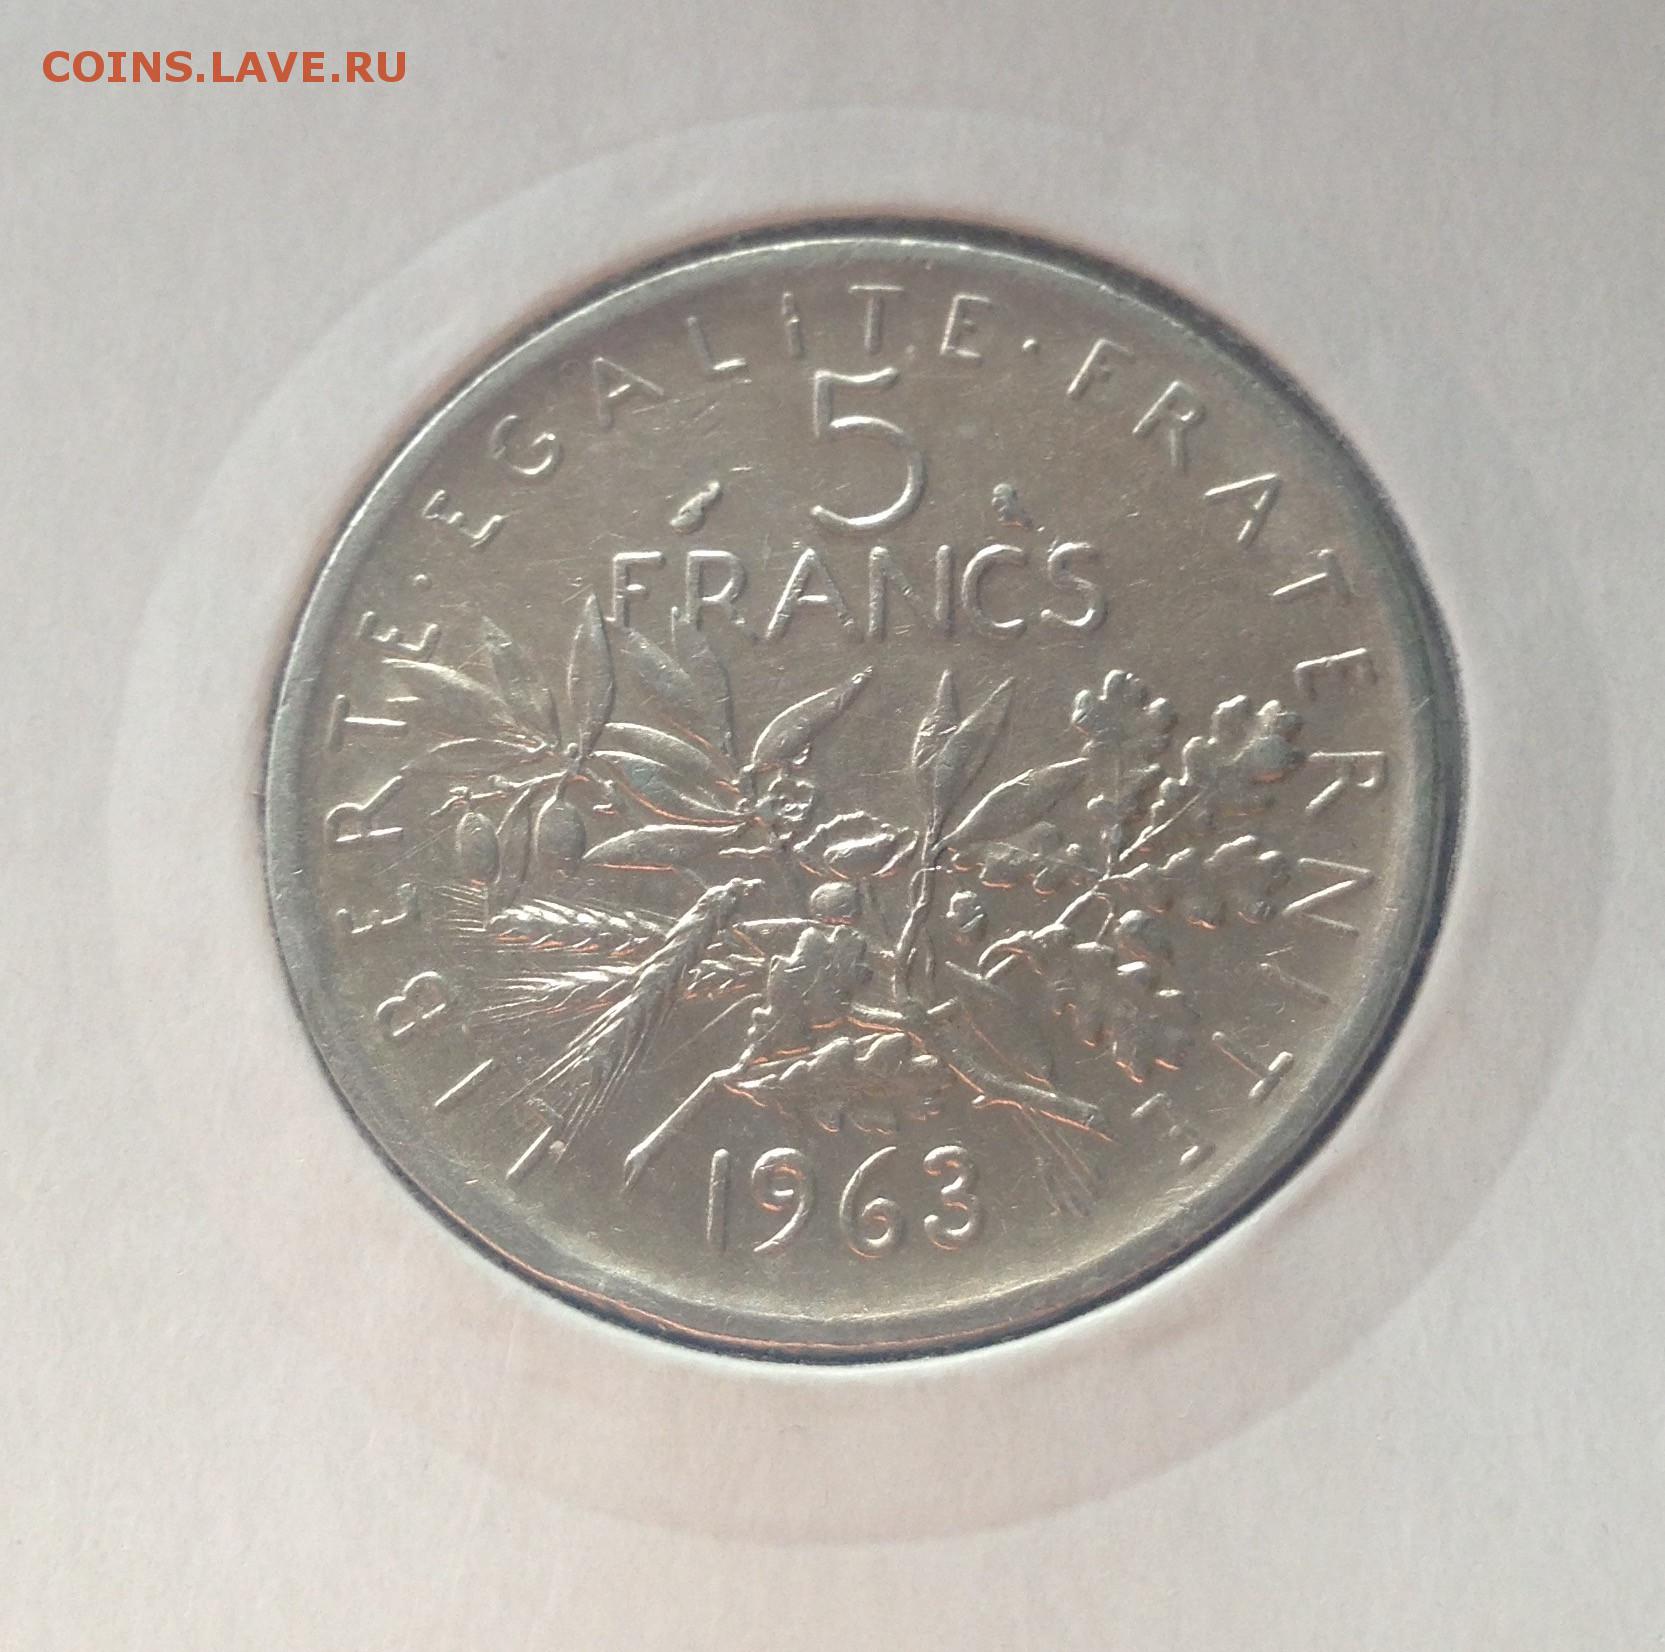 COINS.LAVE.RU
LIBERTE·EGALITE·FRATERNITE
5
FRANCS
1963